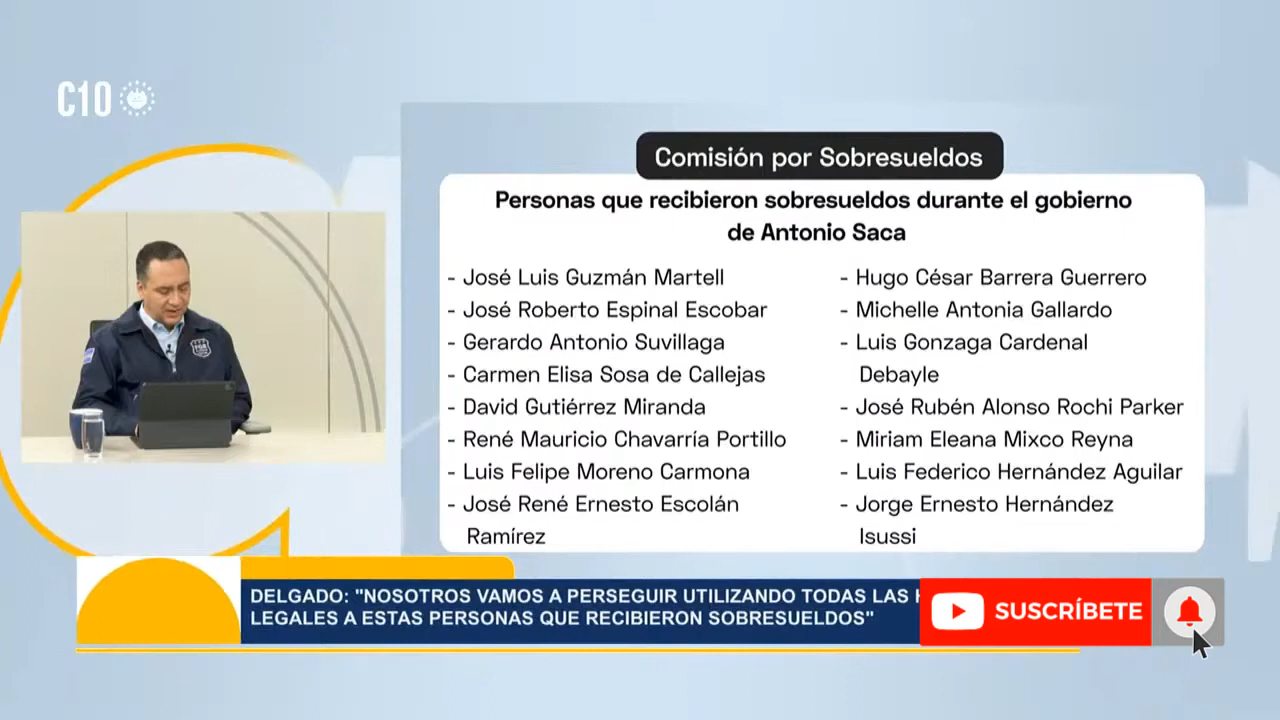 C10
Comisión por Sobresueldos
Personas que recibieron sobresueldos durante el gobierno
de Antonio Saca
- José Luis Guzmán Martell
- José Roberto Espinal Escobar
- Gerardo Antonio Suvillaga
- Carmen Elisa Sosa de Callejas
- David Gutiérrez Miranda
- René Mauricio Chavarría Portillo
- Luis Felipe Moreno Carmona
- José René Ernesto Escolán
Ramírez
- Hugo César Barrera Guerrero
- Michelle Antonia Gallardo
- Luis Gonzaga Cardenal
Debayle
- José Rubén Alonso Rochi Parker
- Miriam Eleana Mixco Reyna
- Luis Federico Hernández Aguilar
- Jorge Ernesto Hernández
Isussi
FGR
DELGADO: "NOSOTROS VAMOS A PERSEGUIR UTILIZANDO TODAS LAS
LEGALES A ESTAS PERSONAS QUE RECIBIERON SOBRESUELDOS"
SUSCRÍBETE